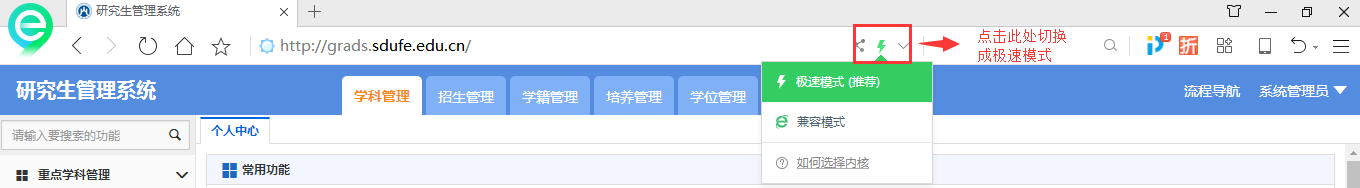 研究生管理系统
http://grads.sdufe.edu.cn/
点击此处切换
成极速模式
1
折
研究生管理系统
学科管理
招生管理
学籍管理
培养管理
学位管理
极速模式 (推荐)
兼容模式
如何选择内核
流程导航
系统管理员
请输入要搜索的功能
个人中心
重点学科管理
常用功能